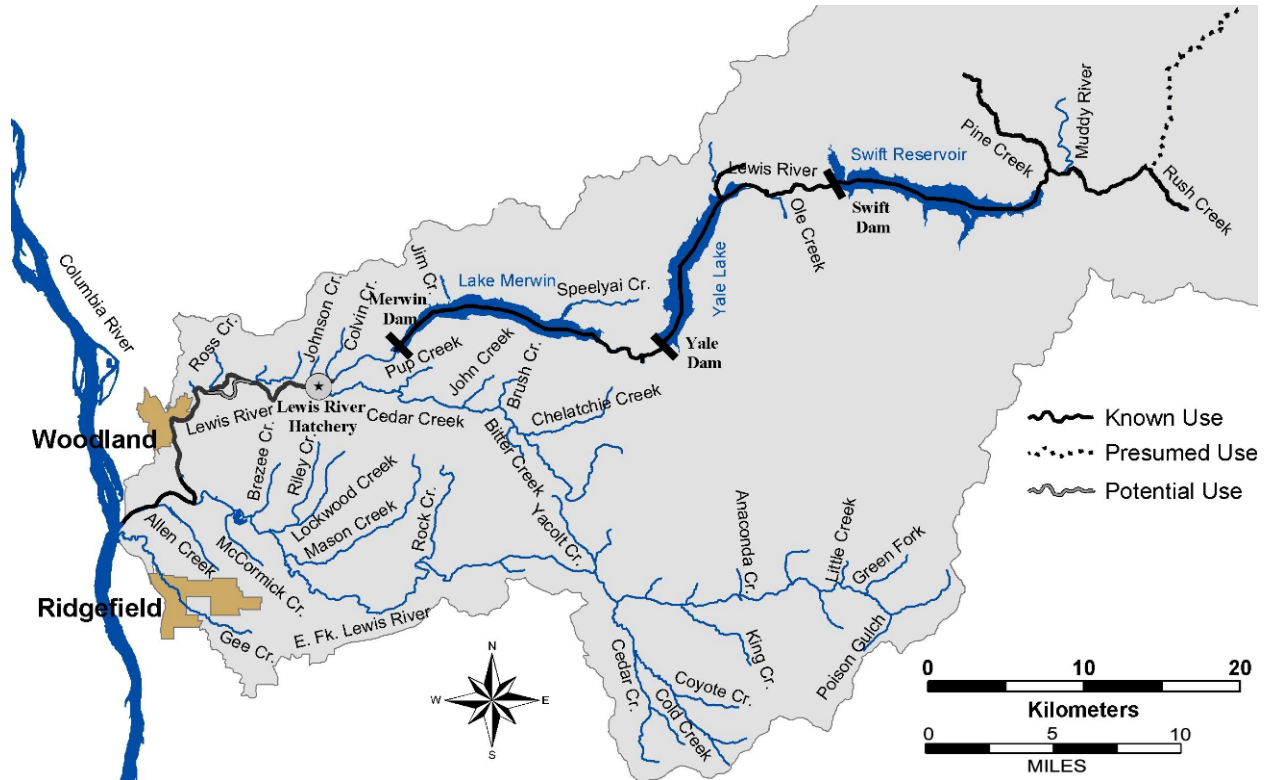 Columbia River
Woodland
Ridgefield
Ross Cr.
Johnson Cr.
Colvin Cr.
Jim Cr.
Merwin
Dam
Lake Merwin
Speelyai Cr.
Lewis River
Swift Reservoir
Pine Creek
Muddy River
Rush Creek
Swift
Dam
Ole Creek
Yale Lake
Yale
Dam
Pup Creek
John Creek
Brush Cr.
Chelatchie Creek
Lewis River
Lewis River
Hatchery
Cedar Creek
Bitter Creek
Brezee Cr.
Riley Cr.
Lockwood Creek
Mason Creek
Rock Cr.
Yacolt Cr.
Allen Creek
McCormick Cr.
Gee Cr.
E. Fk. Lewis River
Anaconda Cr.
Little Creek
Green Fork
King Cr.
Poison Gulch
Cedar Cr.
Coyote Cr.
Cold Creek
Known Use
Presumed Use
Potential Use
N
W
E
S
0 10 20
Kilometers
0 5 10
MILES